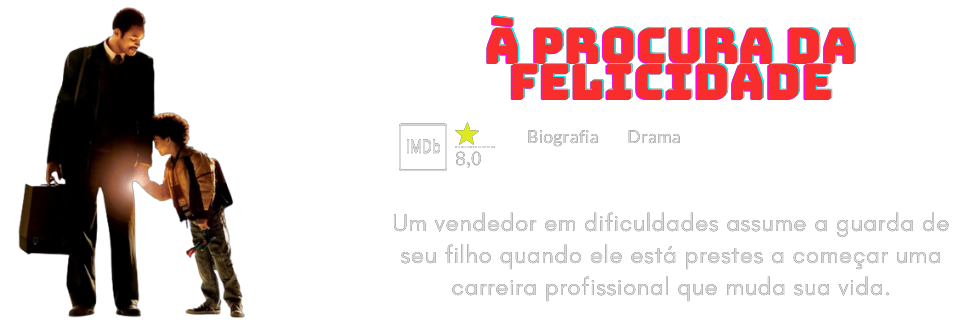 À PROCURA DA
FELICIDADE
IMDb
8,0
Biografia
Drama
Um vendedor em dificuldades assume a guarda de
seu filho quando ele está prestes a começar uma
carreira profissional que muda sua vida.